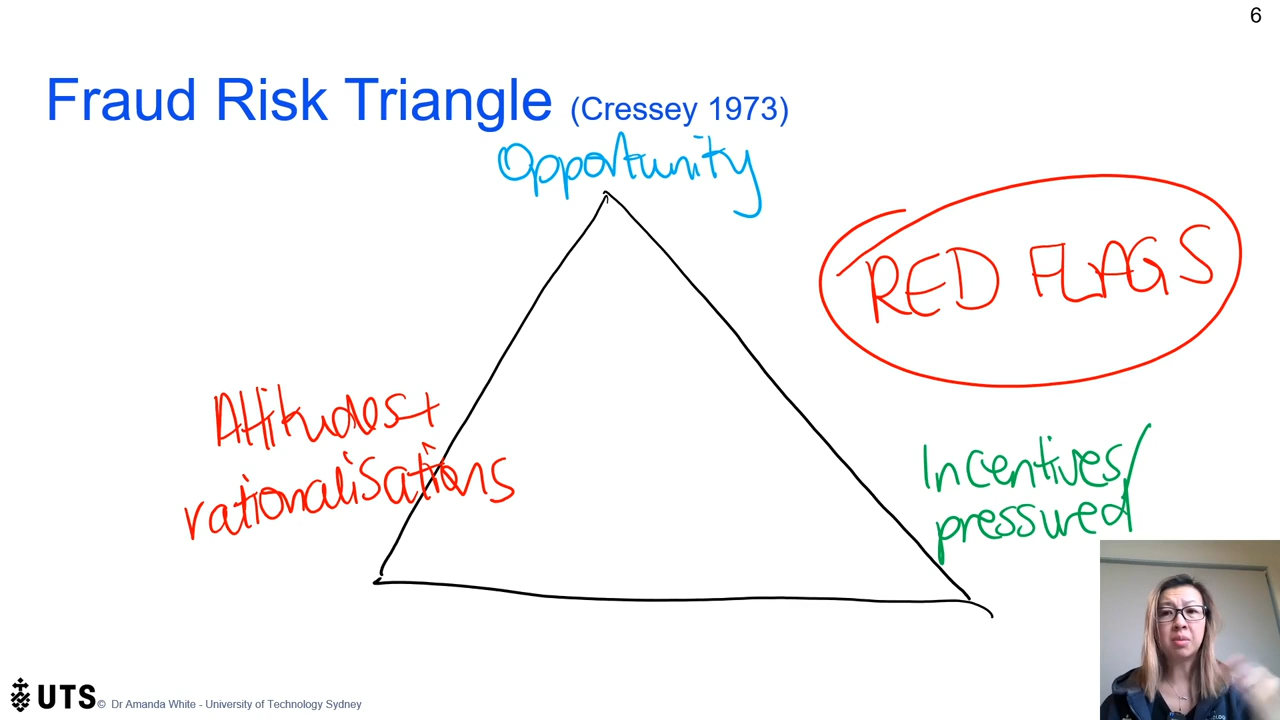 6
Fraud Risk Triangle (Cressey 1973)
Opportunity
RED FLAGS
Attitudes +
rationalisations
Incentives/
pressured
UTS © Dr Amanda White - University of Technology Sydney